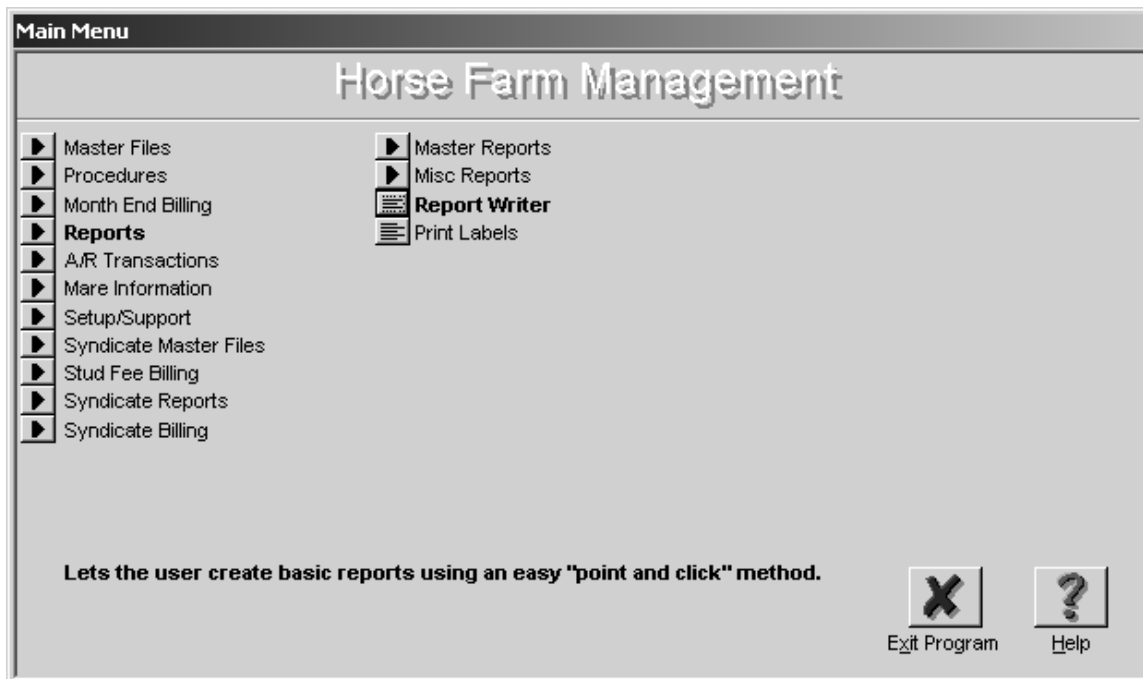 Main Menu
Horse Farm Management
Master Files
Procedures
Month End Billing
Reports
A/R Transactions
Mare Information
Setup/Support
Syndicate Master Files
Stud Fee Billing
Syndicate Reports
Syndicate Billing
Master Reports
Misc Reports
Report Writer
Print Labels
Lets the user create basic reports using an easy "point and click" method.
Exit Program
?
Help